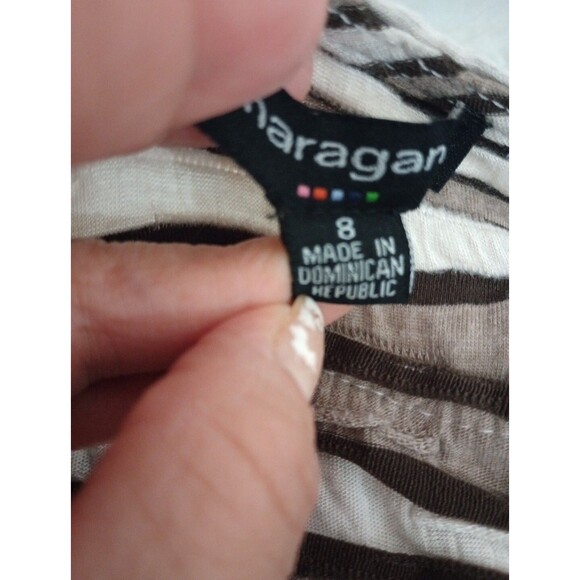 haragan
8
MADE IN
DOMINICAN
REPUBLIC